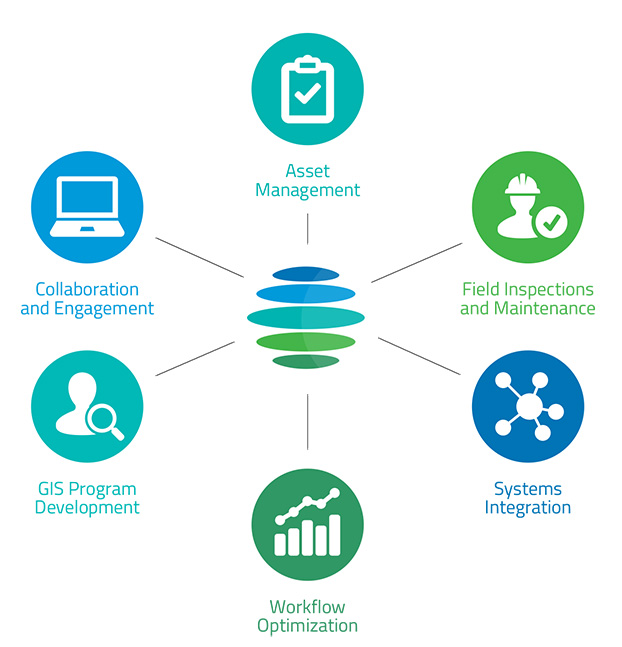 Asset
Management
Collaboration
and Engagement
Field Inspections
and Maintenance
GIS Program
Development
Systems
Integration
Workflow
Optimization